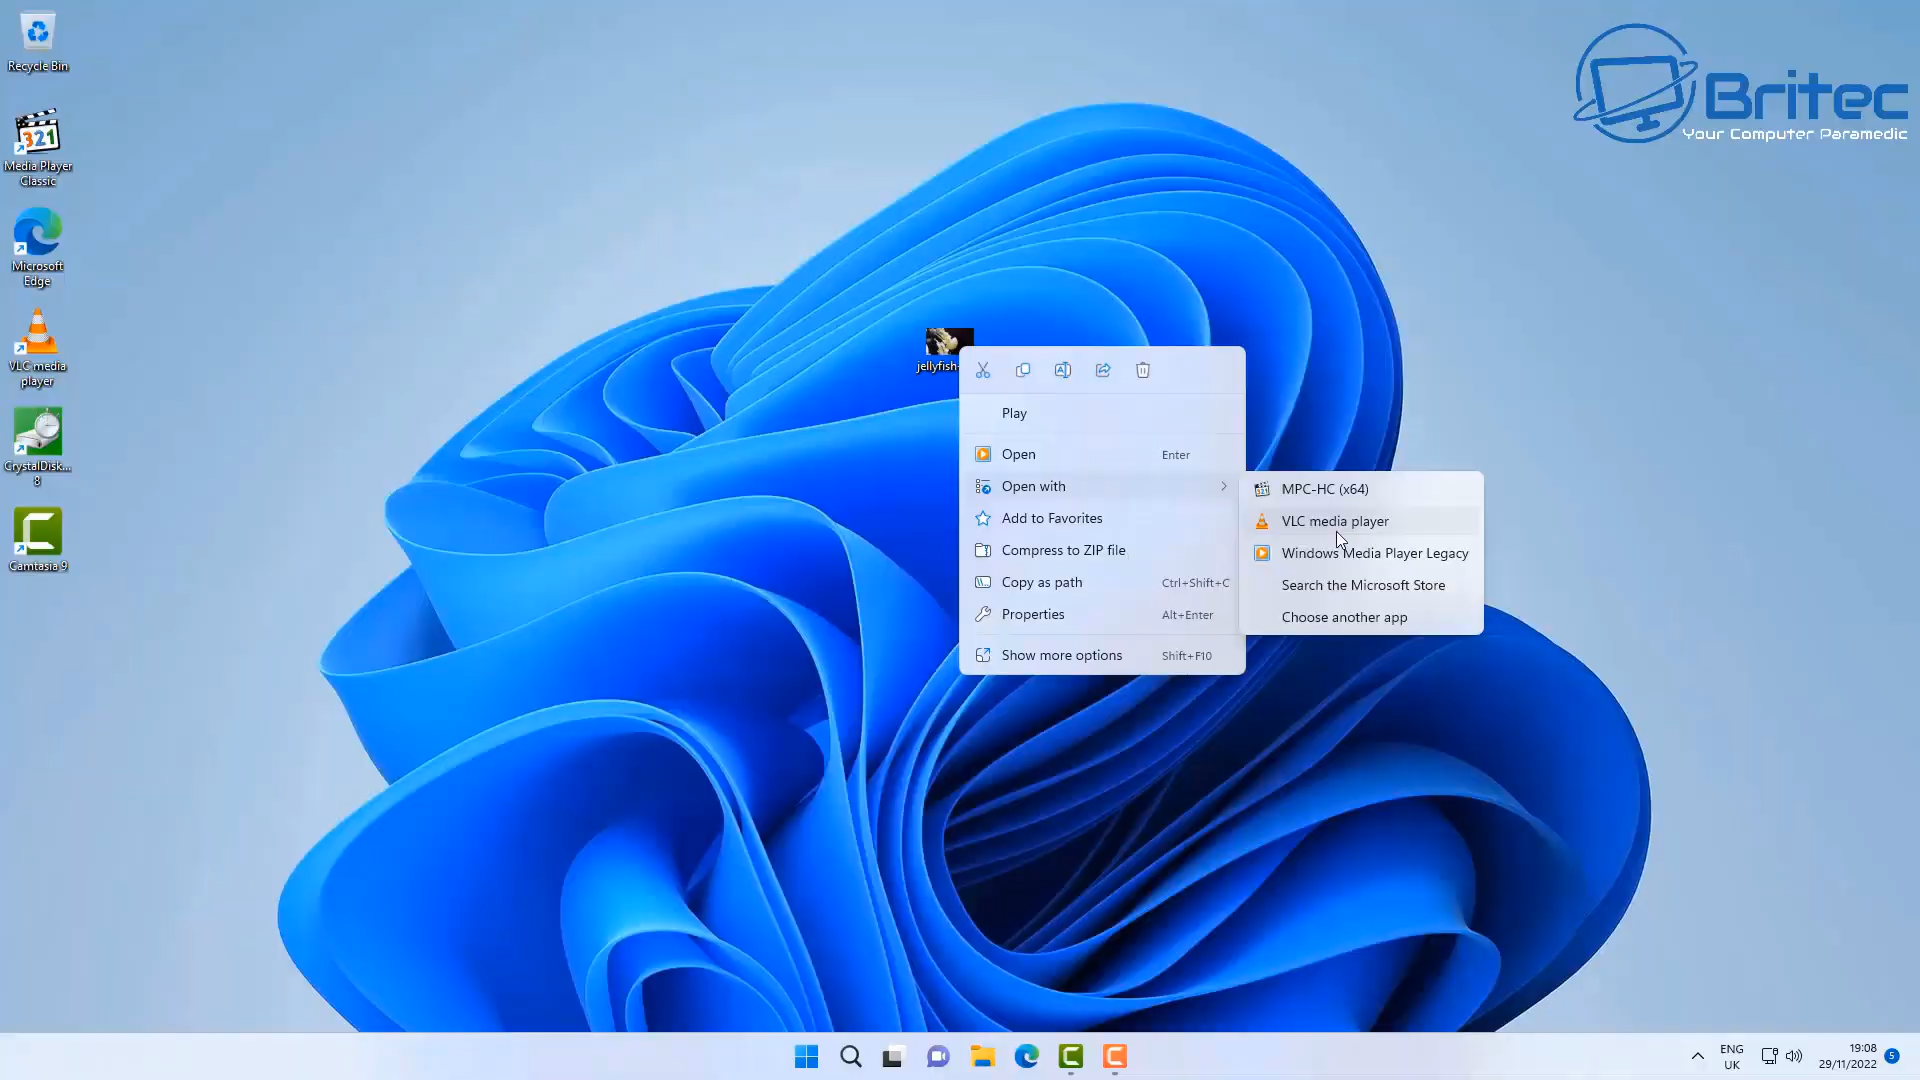 Recycle Bin
Media Player
Classic
Microsoft
Edge
VLC media
player
CrystalDisk...
8
Camtasia 9
Britec
Your Computer Paramedic
jellyfish-
Play
Open Enter
Open with
Add to Favorites
Compress to ZIP file
Copy as path Ctrl+Shift+C
Properties Alt+Enter
Show more options Shift+F10
MPC-HC (x64)
VLC media player
Windows Media Player Legacy
Search the Microsoft Store
Choose another app
ENG
UK
19:08
29/11/2022
5